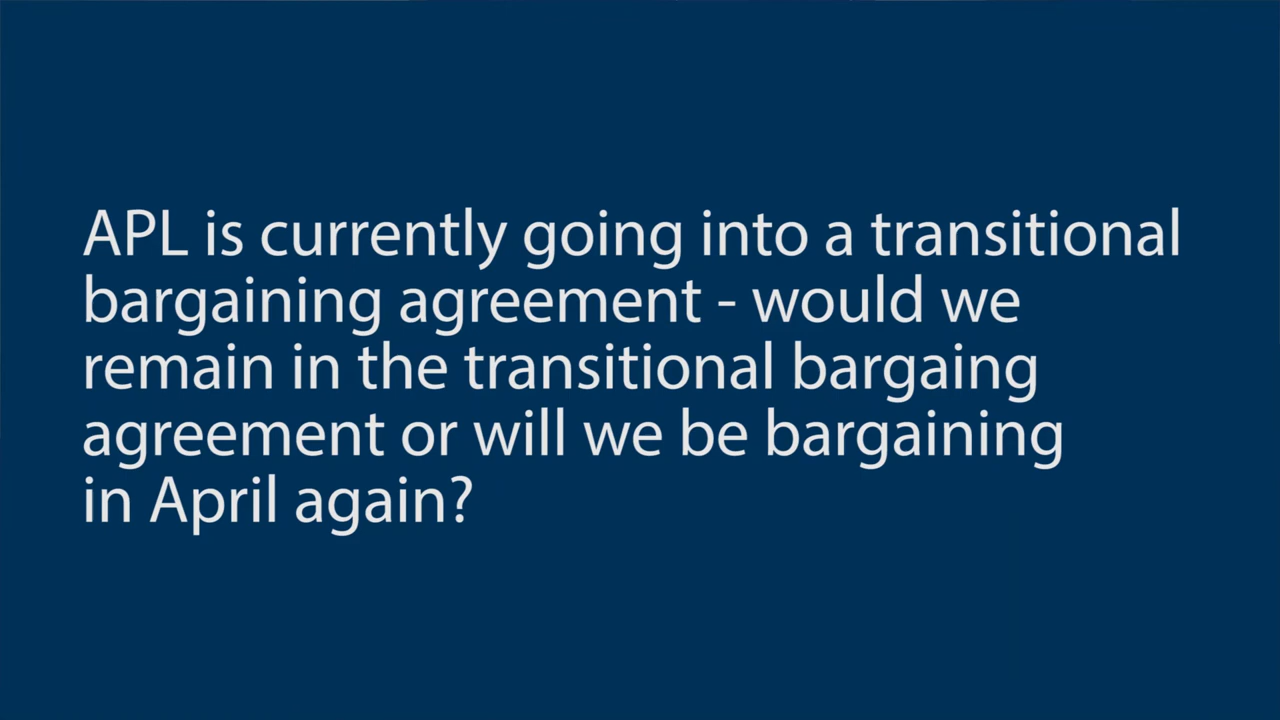 APL is currently going into a transitional
bargaining agreement - would we
remain in the transitional bargaing
agreement or will we be bargaining
in April again?